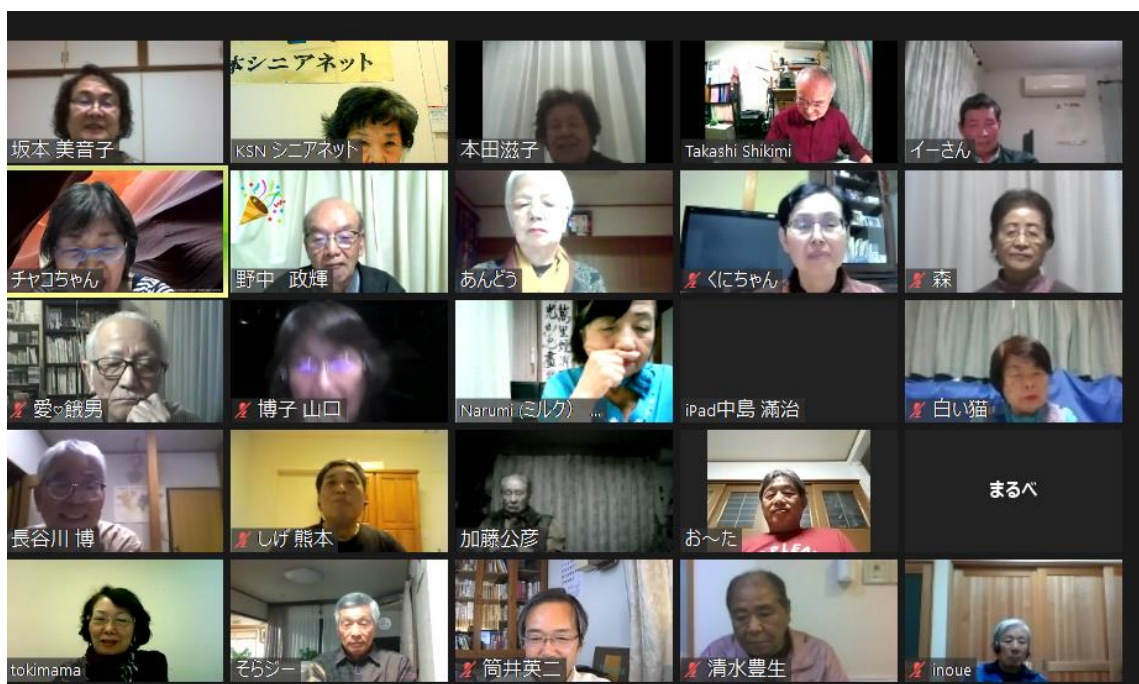 本シニアネット
坂本 美音子
KSN シニアネット
本田滋子
Takashi Shikimi
イーさん
チャコちゃん
野中 政輝
あんどう
くにちゃん
森
愛♡餓男
博子 山口
Narumi (ミルク) ...
iPad中島 滿治
白い猫
長谷川 博
しげ 熊本
加藤公彦
お〜た
PLEA
まるべ
tokimama
そらジー
筒井英二
清水豊生
inoue